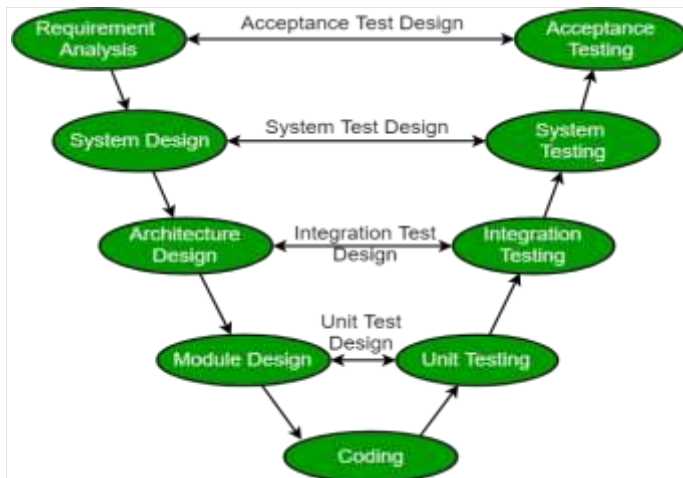 Requirement
Analysis
Acceptance Test Design
Acceptance
Testing
System Design
System Test Design
System
Testing
Architecture
Design
Integration Test
Design
Integration
Testing
Module Design
Unit Test
Design
Unit Testing
Coding